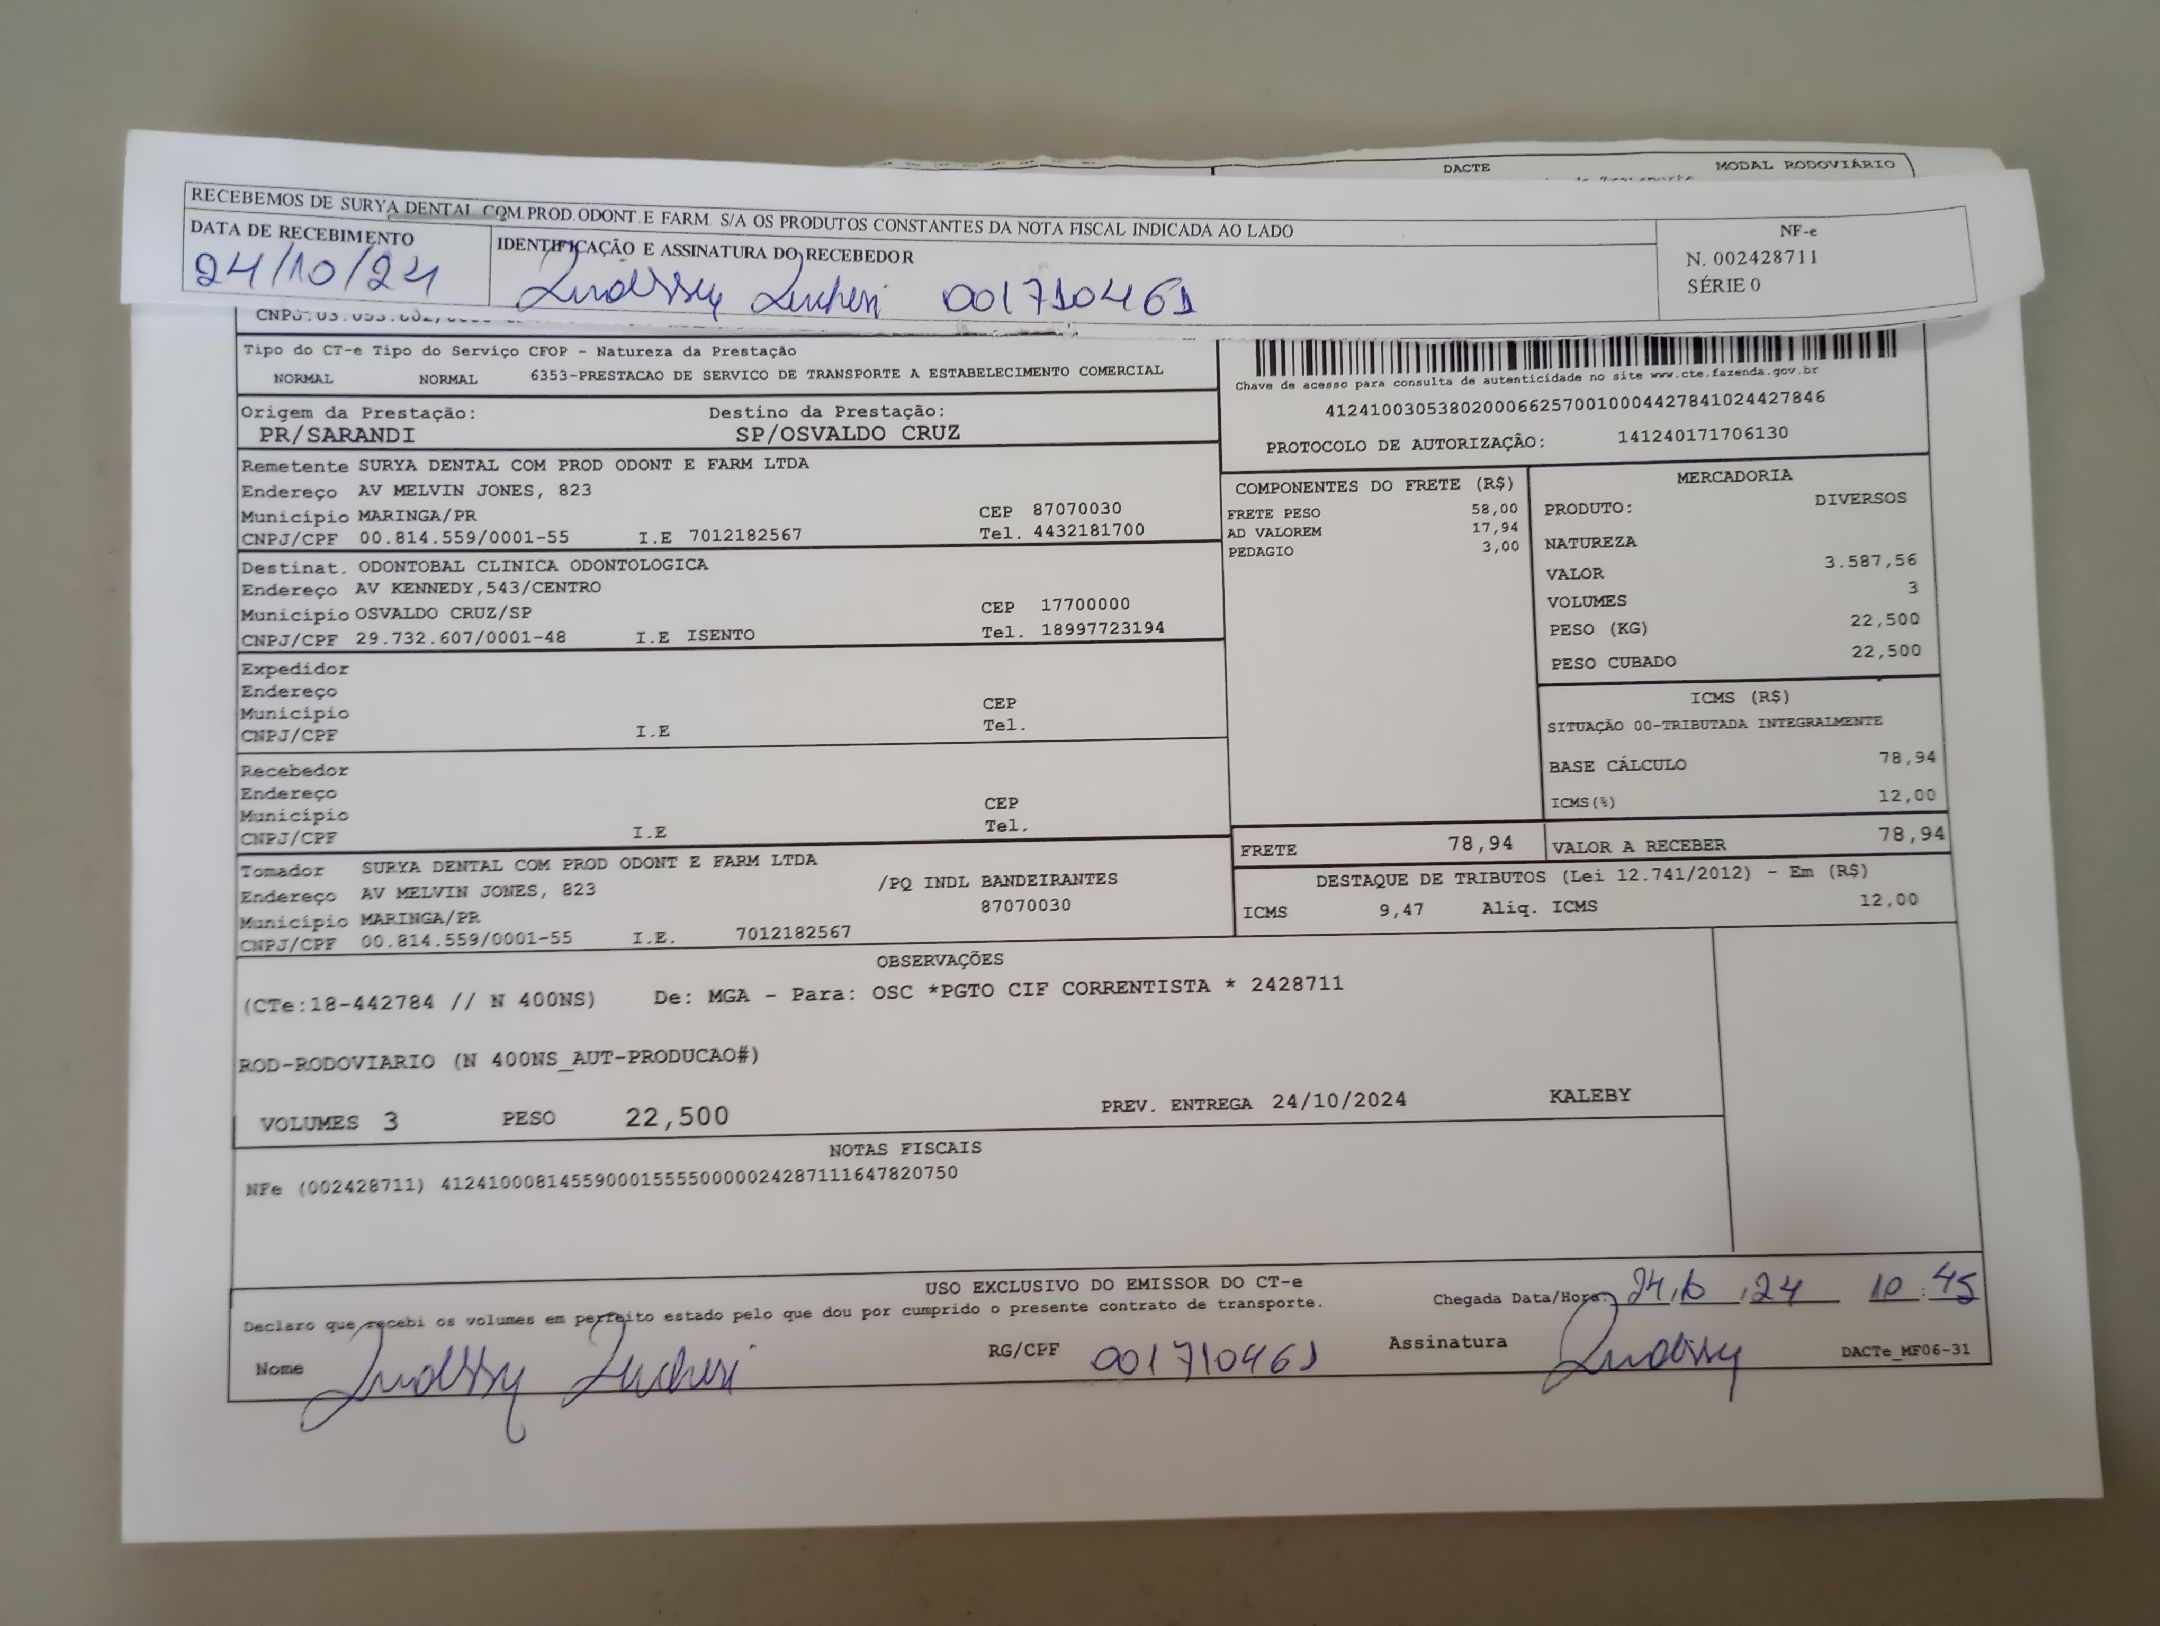 DACTE
MODAL RODOVIÁRIO
RECEBEMOS DE SURYA DENTAL COM.PROD.ODONT.E FARM. S/A OS PRODUTOS CONSTANTES DA NOTA FISCAL INDICADA AO LADO
DATA DE RECEBIMENTO
24/10/24
IDENTIFICAÇÃO E ASSINATURA DO RECEBEDOR
001710461
NF-e
N. 002428711
SÉRIE 0
Tipo do CT-e Tipo do Serviço CFOP - Natureza da Prestação
NORMAL NORMAL 6353-PRESTACAO DE SERVICO DE TRANSPORTE A ESTABELECIMENTO COMERCIAL
Chave de acesso para consulta de autenticidade no site www.cte.fazenda.gov.br
41241003053802000662570010004427841024427846
PROTOCOLO DE AUTORIZAÇÃO: 141240171706130
Origem da Prestação: Destino da Prestação:
PR/SARANDI SP/OSVALDO CRUZ
Remetente SURYA DENTAL COM PROD ODONT E FARM LTDA
Endereço AV MELVIN JONES, 823
Município MARINGA/PR CEP 87070030
CNPJ/CPF 00.814.559/0001-55 I.E 7012182567 Tel. 4432181700
Destinat. ODONTOBAL CLINICA ODONTOLOGICA
Endereço AV KENNEDY,543/CENTRO
Município OSVALDO CRUZ/SP CEP 17700000
CNPJ/CPF 29.732.607/0001-48 I.E ISENTO Tel. 18997723194
Expedidor
Endereço
Município CEP
CNPJ/CPF I.E Tel.
Recebedor
Endereço
Município CEP
CNPJ/CPF I.E Tel.
Tomador SURYA DENTAL COM PROD ODONT E FARM LTDA
Endereço AV MELVIN JONES, 823 /PQ INDL BANDEIRANTES
Município MARINGA/PR 87070030
CNPJ/CPF 00.814.559/0001-55 I.E. 7012182567
COMPONENTES DO FRETE (R$)
FRETE PESO 58,00
AD VALOREM 17,94
PEDAGIO 3,00
MERCADORIA
PRODUTO: DIVERSOS
NATUREZA
VALOR 3.587,56
VOLUMES 3
PESO (KG) 22,500
PESO CUBADO 22,500
ICMS (R$)
SITUAÇÃO 00-TRIBUTADA INTEGRALMENTE
BASE CÁLCULO 78,94
ICMS(%) 12,00
FRETE 78,94 VALOR A RECEBER 78,94
DESTAQUE DE TRIBUTOS (Lei 12.741/2012) - Em (R$)
ICMS 9,47 Aliq. ICMS 12,00
OBSERVAÇÕES
(CTe:18-442784 // N 400NS) De: MGA - Para: OSC *PGTO CIF CORRENTISTA * 2428711
ROD-RODOVIARIO (N 400NS_AUT-PRODUCAO#)
VOLUMES 3 PESO 22,500 PREV. ENTREGA 24/10/2024 KALEBY
NOTAS FISCAIS
NFe (002428711) 41241000814559000155550000024287111647820750
USO EXCLUSIVO DO EMISSOR DO CT-e
Declaro que recebi os volumes em perfeito estado pelo que dou por cumprido o presente contrato de transporte.
Chegada Data/Hora: 24,10,24 10:45
Nome
RG/CPF 001710461
Assinatura
DACTe_MF06-31